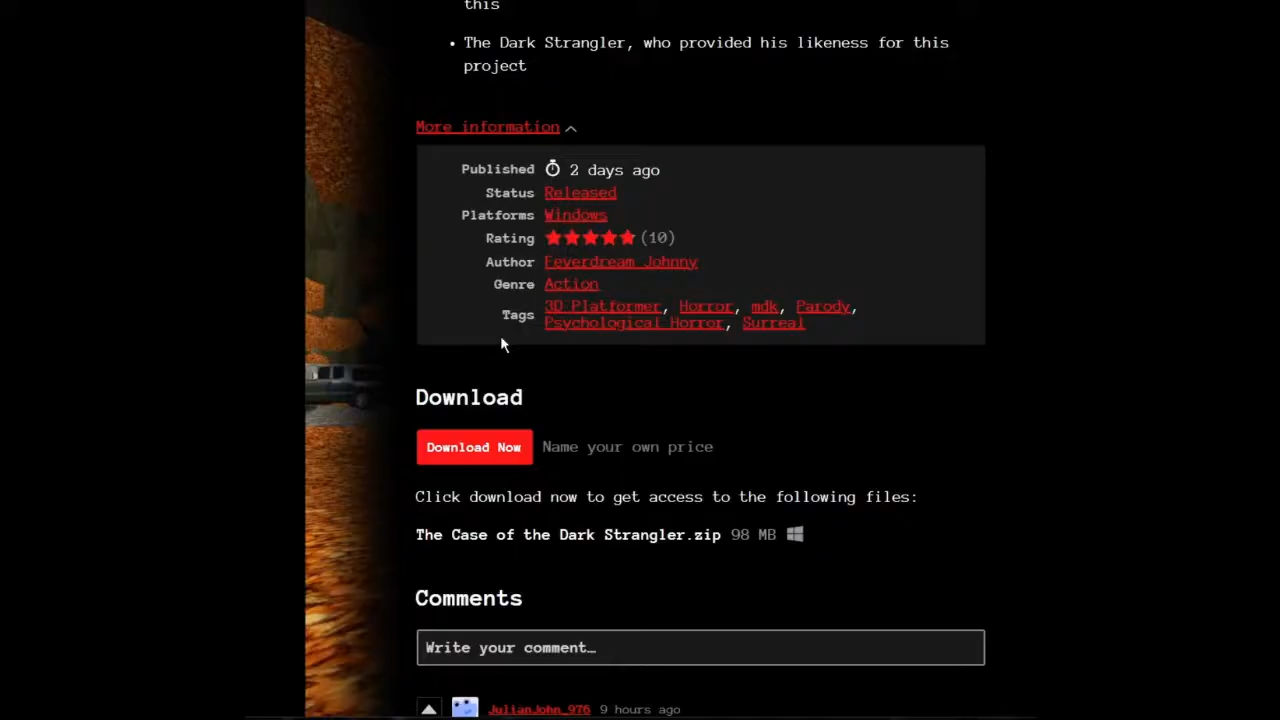 this
• The Dark Strangler, who provided his likeness for this
project
More information
Published 2 days ago
Status Released
Platforms Windows
Rating (10)
Author Feverdream Johnny
Genre Action
Tags 3D Platformer, Horror, mdk, Parody,
Psychological Horror, Surreal
Download
Download Now Name your own price
Click download now to get access to the following files:
The Case of the Dark Strangler.zip 98 MB
Comments
Write your comment…
JulianJohn_976 9 hours ago